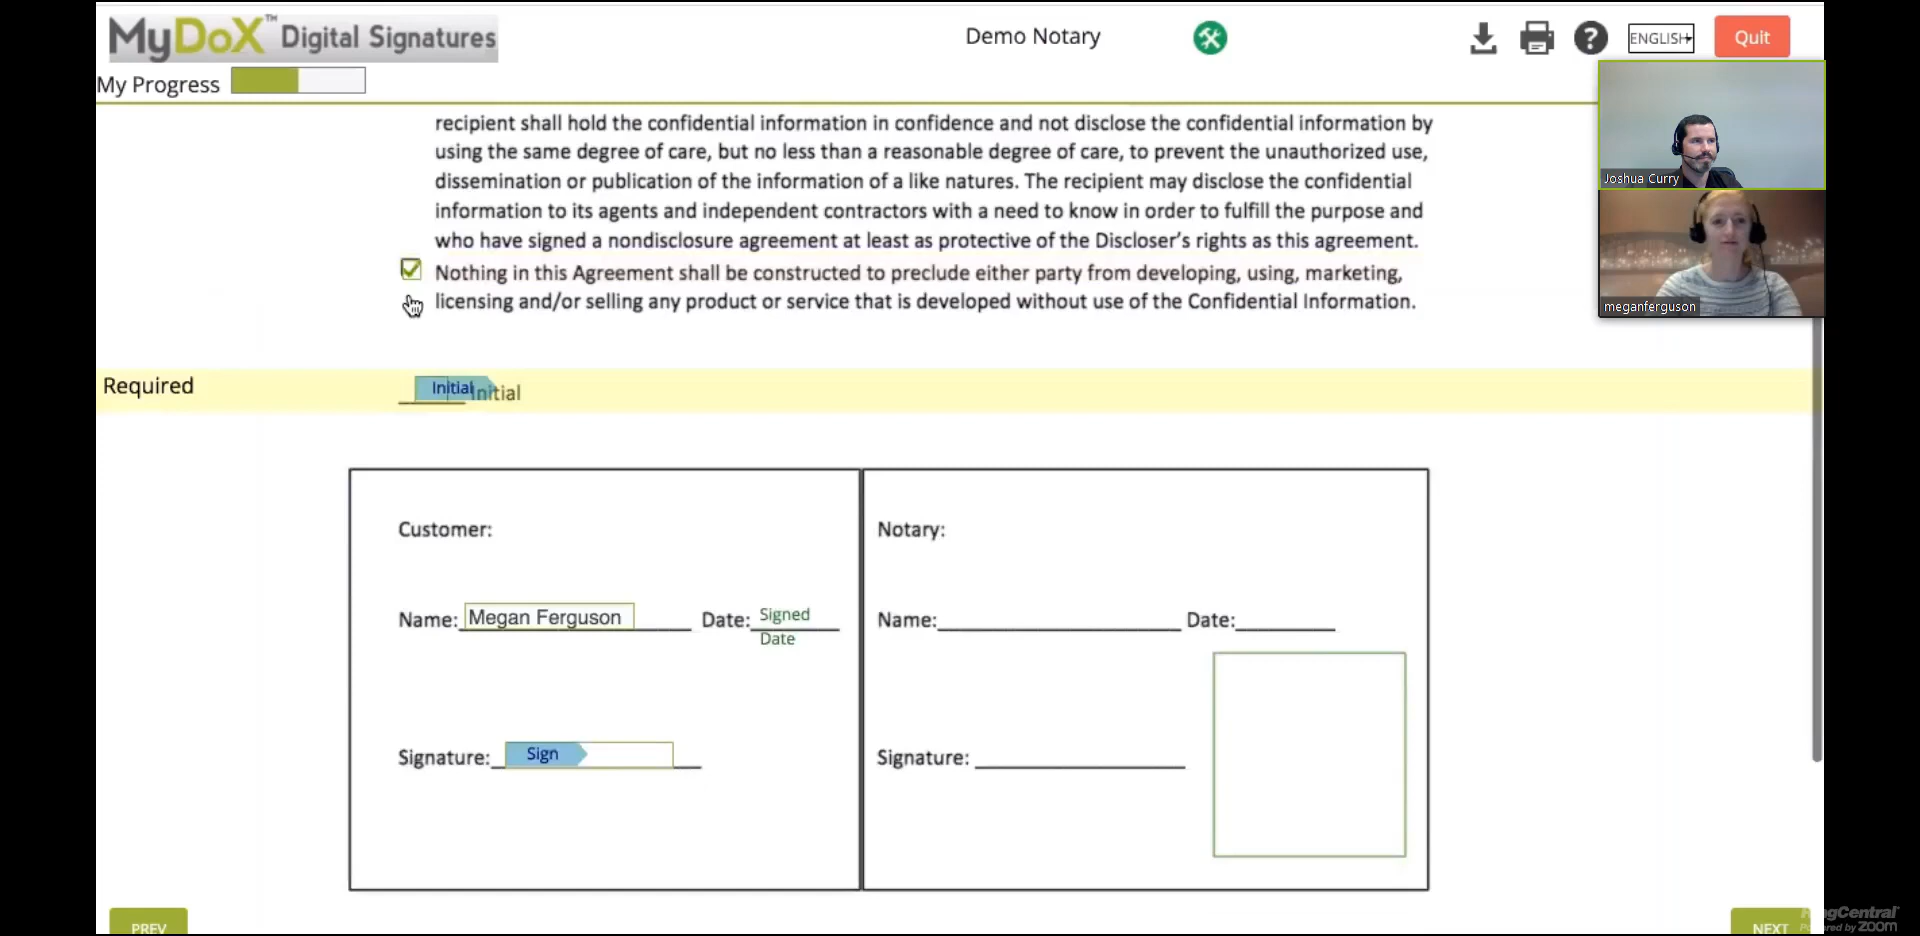 MyDoX™ Digital Signatures
Demo Notary
ENGLISH
Quit
My Progress
recipient shall hold the confidential information in confidence and not disclose the confidential information by
using the same degree of care, but no less than a reasonable degree of care, to prevent the unauthorized use,
dissemination or publication of the information of a like natures. The recipient may disclose the confidential
information to its agents and independent contractors with a need to know in order to fulfill the purpose and
who have signed a nondisclosure agreement at least as protective of the Discloser's rights as this agreement.
Nothing in this Agreement shall be constructed to preclude either party from developing, using, marketing,
licensing and/or selling any product or service that is developed without use of the Confidential Information.
Joshua Curry
meganferguson
Required
Initial
Initial
Customer:
Name: Megan Ferguson Date: Signed
Date
Signature: Sign
Notary:
Name: Date:
Signature:
PREV
NEXT